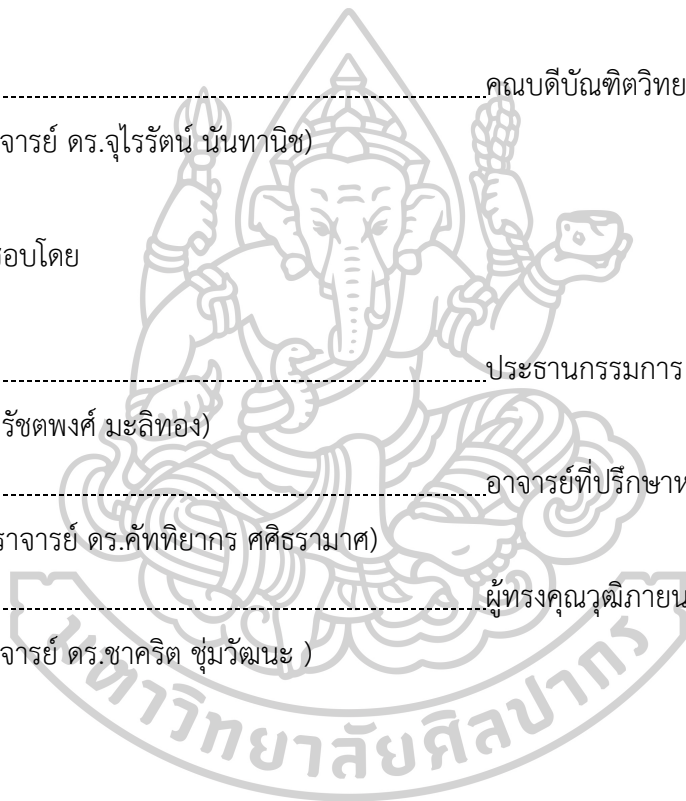 คณบดีบัณฑิตวิทย
จารย์ ดร.จุไรรัตน์ นันทานิช)
อบโดย
ประธานกรรมการ
รัชตพงศ์ มะลิทอง)
อาจารย์ที่ปรึกษาห
ราจารย์ ดร.คัททิยากร ศศิธรามาศ)
ผู้ทรงคุณวุฒิภายน
จารย์ ดร.ชาคริต ชุ่มวัฒนะ )
มหาวิทยาลัยศิลปากร